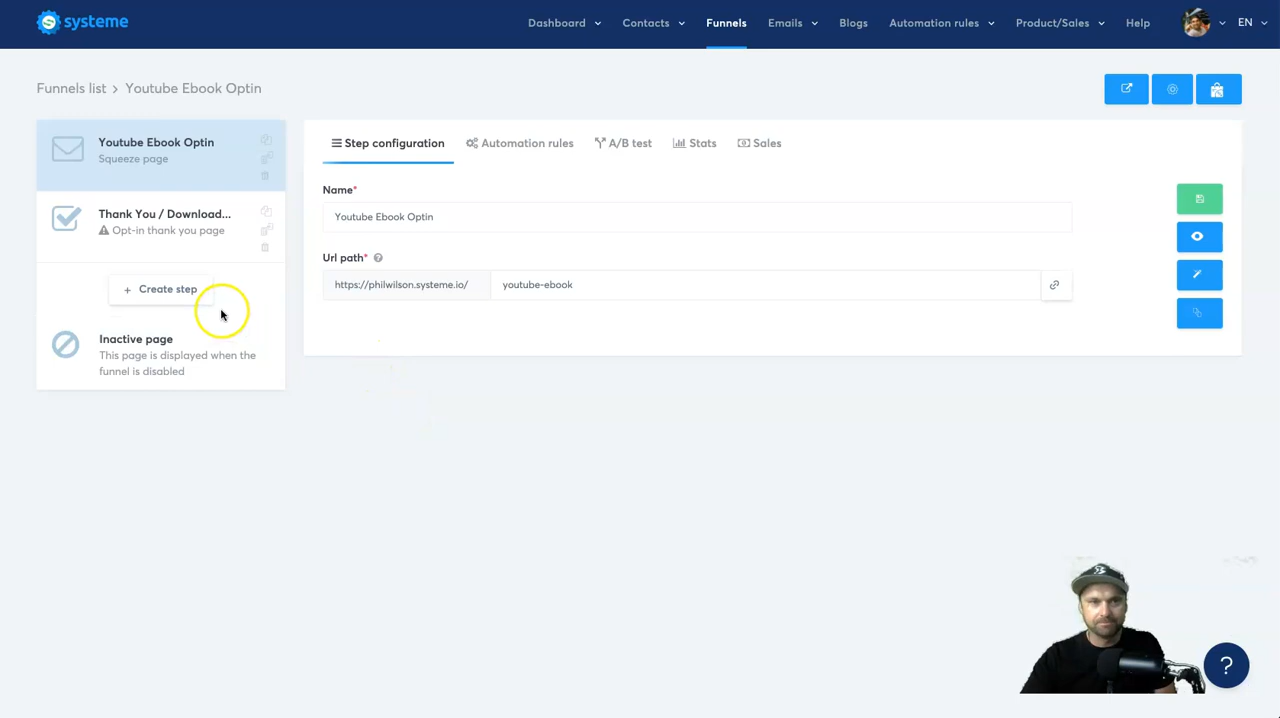 systeme
Dashboard
Contacts
Funnels
Emails
Blogs
Automation rules
Product/Sales
Help
EN
Funnels list > Youtube Ebook Optin
Youtube Ebook Optin
Squeeze page
Thank You / Download...
Opt-in thank you page
+ Create step
Inactive page
This page is displayed when the
funnel is disabled
Step configuration
Automation rules
A/B test
Stats
Sales
Name*
Youtube Ebook Optin
Url path* ?
https://philwilson.systeme.io/
youtube-ebook
?